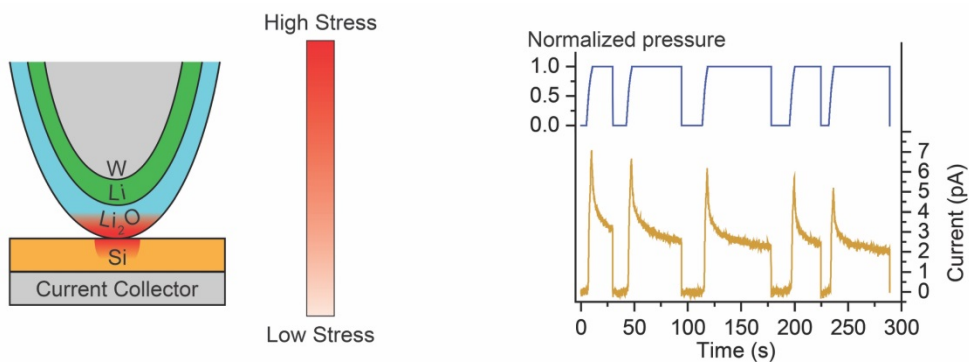 High Stress
Low Stress
W
Li
Li₂O
Si
Current Collector
Normalized pressure
1.0
0.5
0.0
7
6
5
4
3
2
1
0
Current (pA)
0 50 100 150 200 250 300
Time (s)